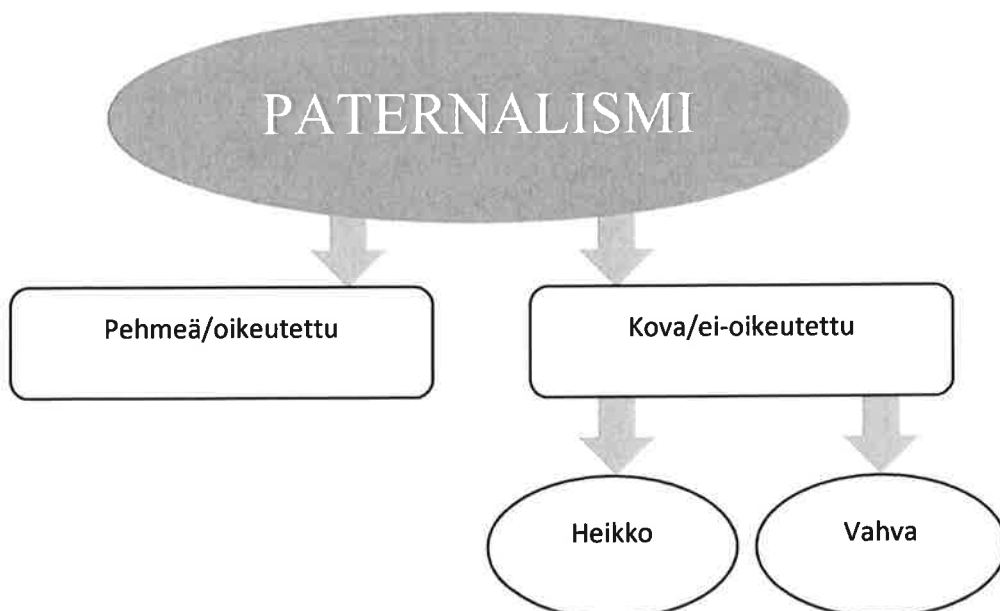 PATERNALISMI
Pehmeä/oikeutettu
Kova/ei-oikeutettu
Heikko
Vahva